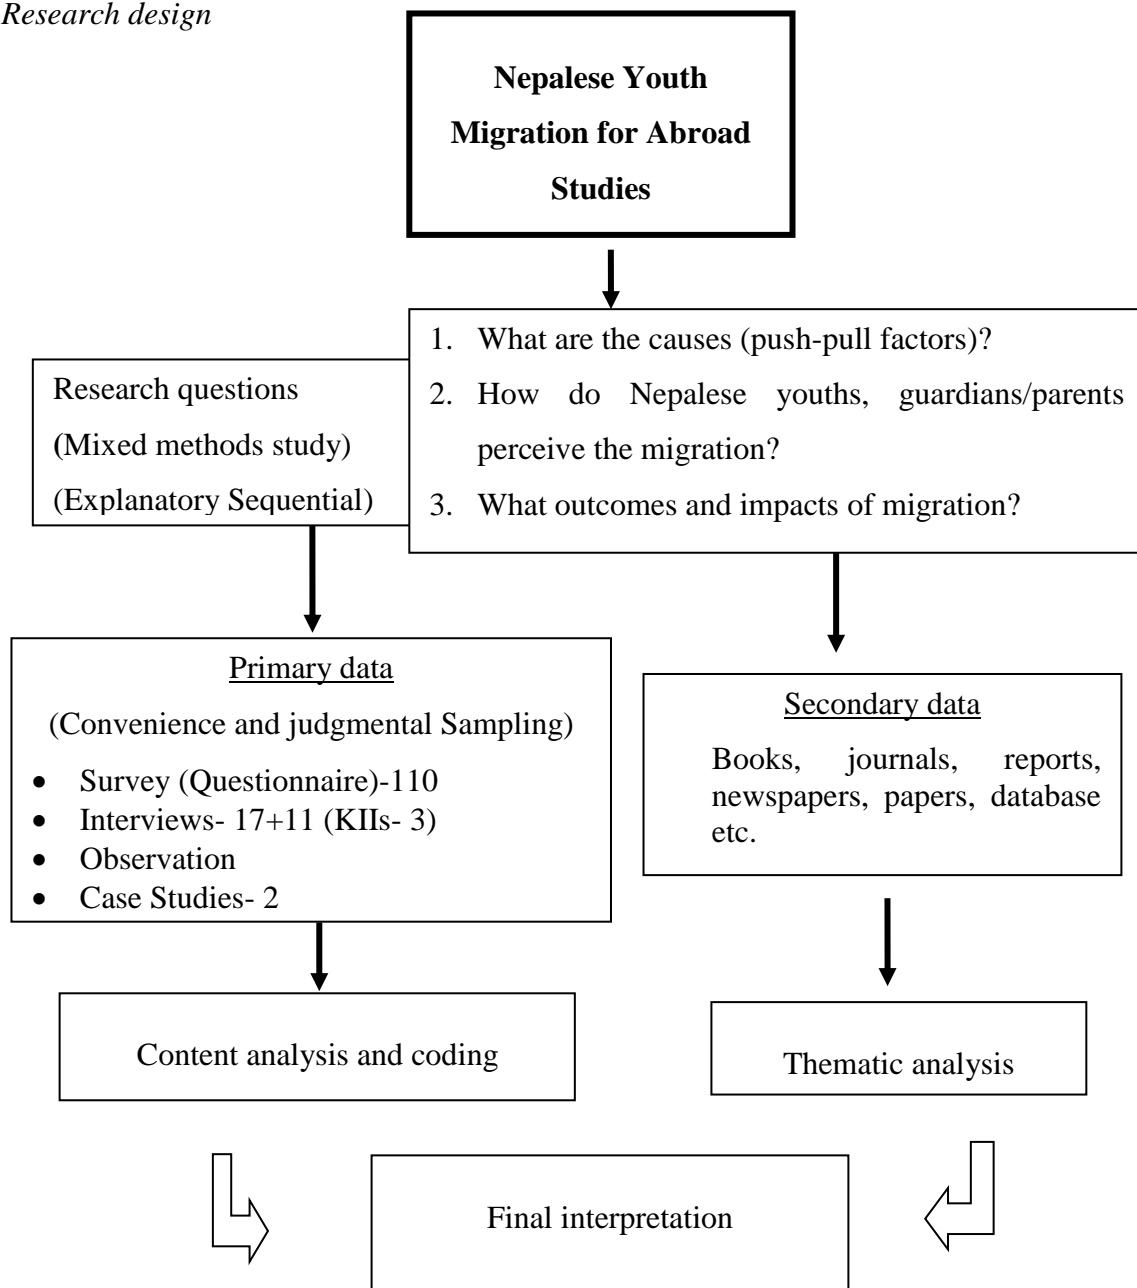 Research design
Nepalese Youth
Migration for Abroad
Studies
1. What are the causes (push-pull factors)?
2. How do Nepalese youths, guardians/parents
perceive the migration?
3. What outcomes and impacts of migration?
Research questions
(Mixed methods study)
(Explanatory Sequential)
Primary data
(Convenience and judgmental Sampling)
• Survey (Questionnaire)-110
• Interviews- 17+11 (KIIs- 3)
• Observation
• Case Studies- 2
Secondary data
Books, journals, reports,
newspapers, papers, database
etc.
Content analysis and coding
Thematic analysis
Final interpretation